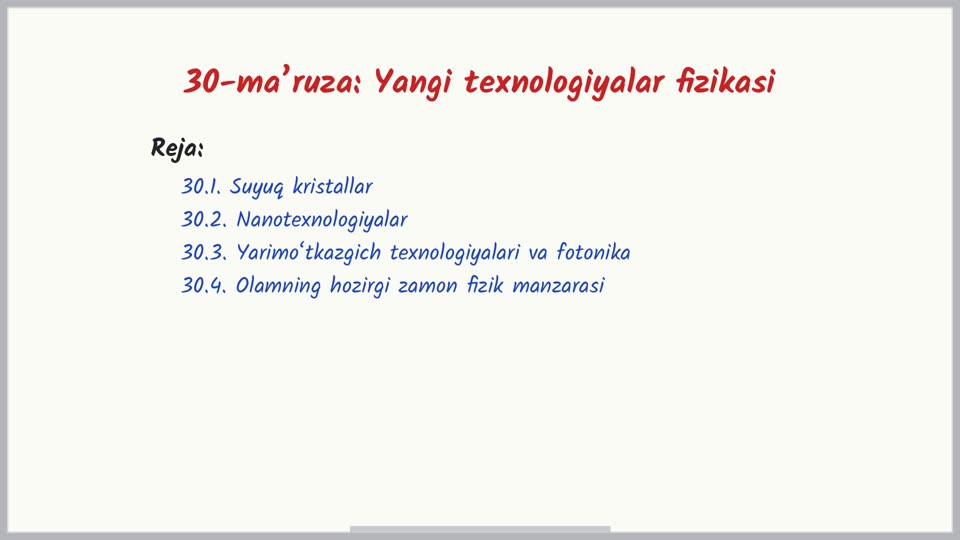 30-ma’ruza: Yangi texnologiyalar fizikasi
Reja:
30.1. Suyuq kristallar
30.2. Nanotexnologiyalar
30.3. Yarimo‘tkazgich texnologiyalari va fotonika
30.4. Olamning hozirgi zamon fizik manzarasi